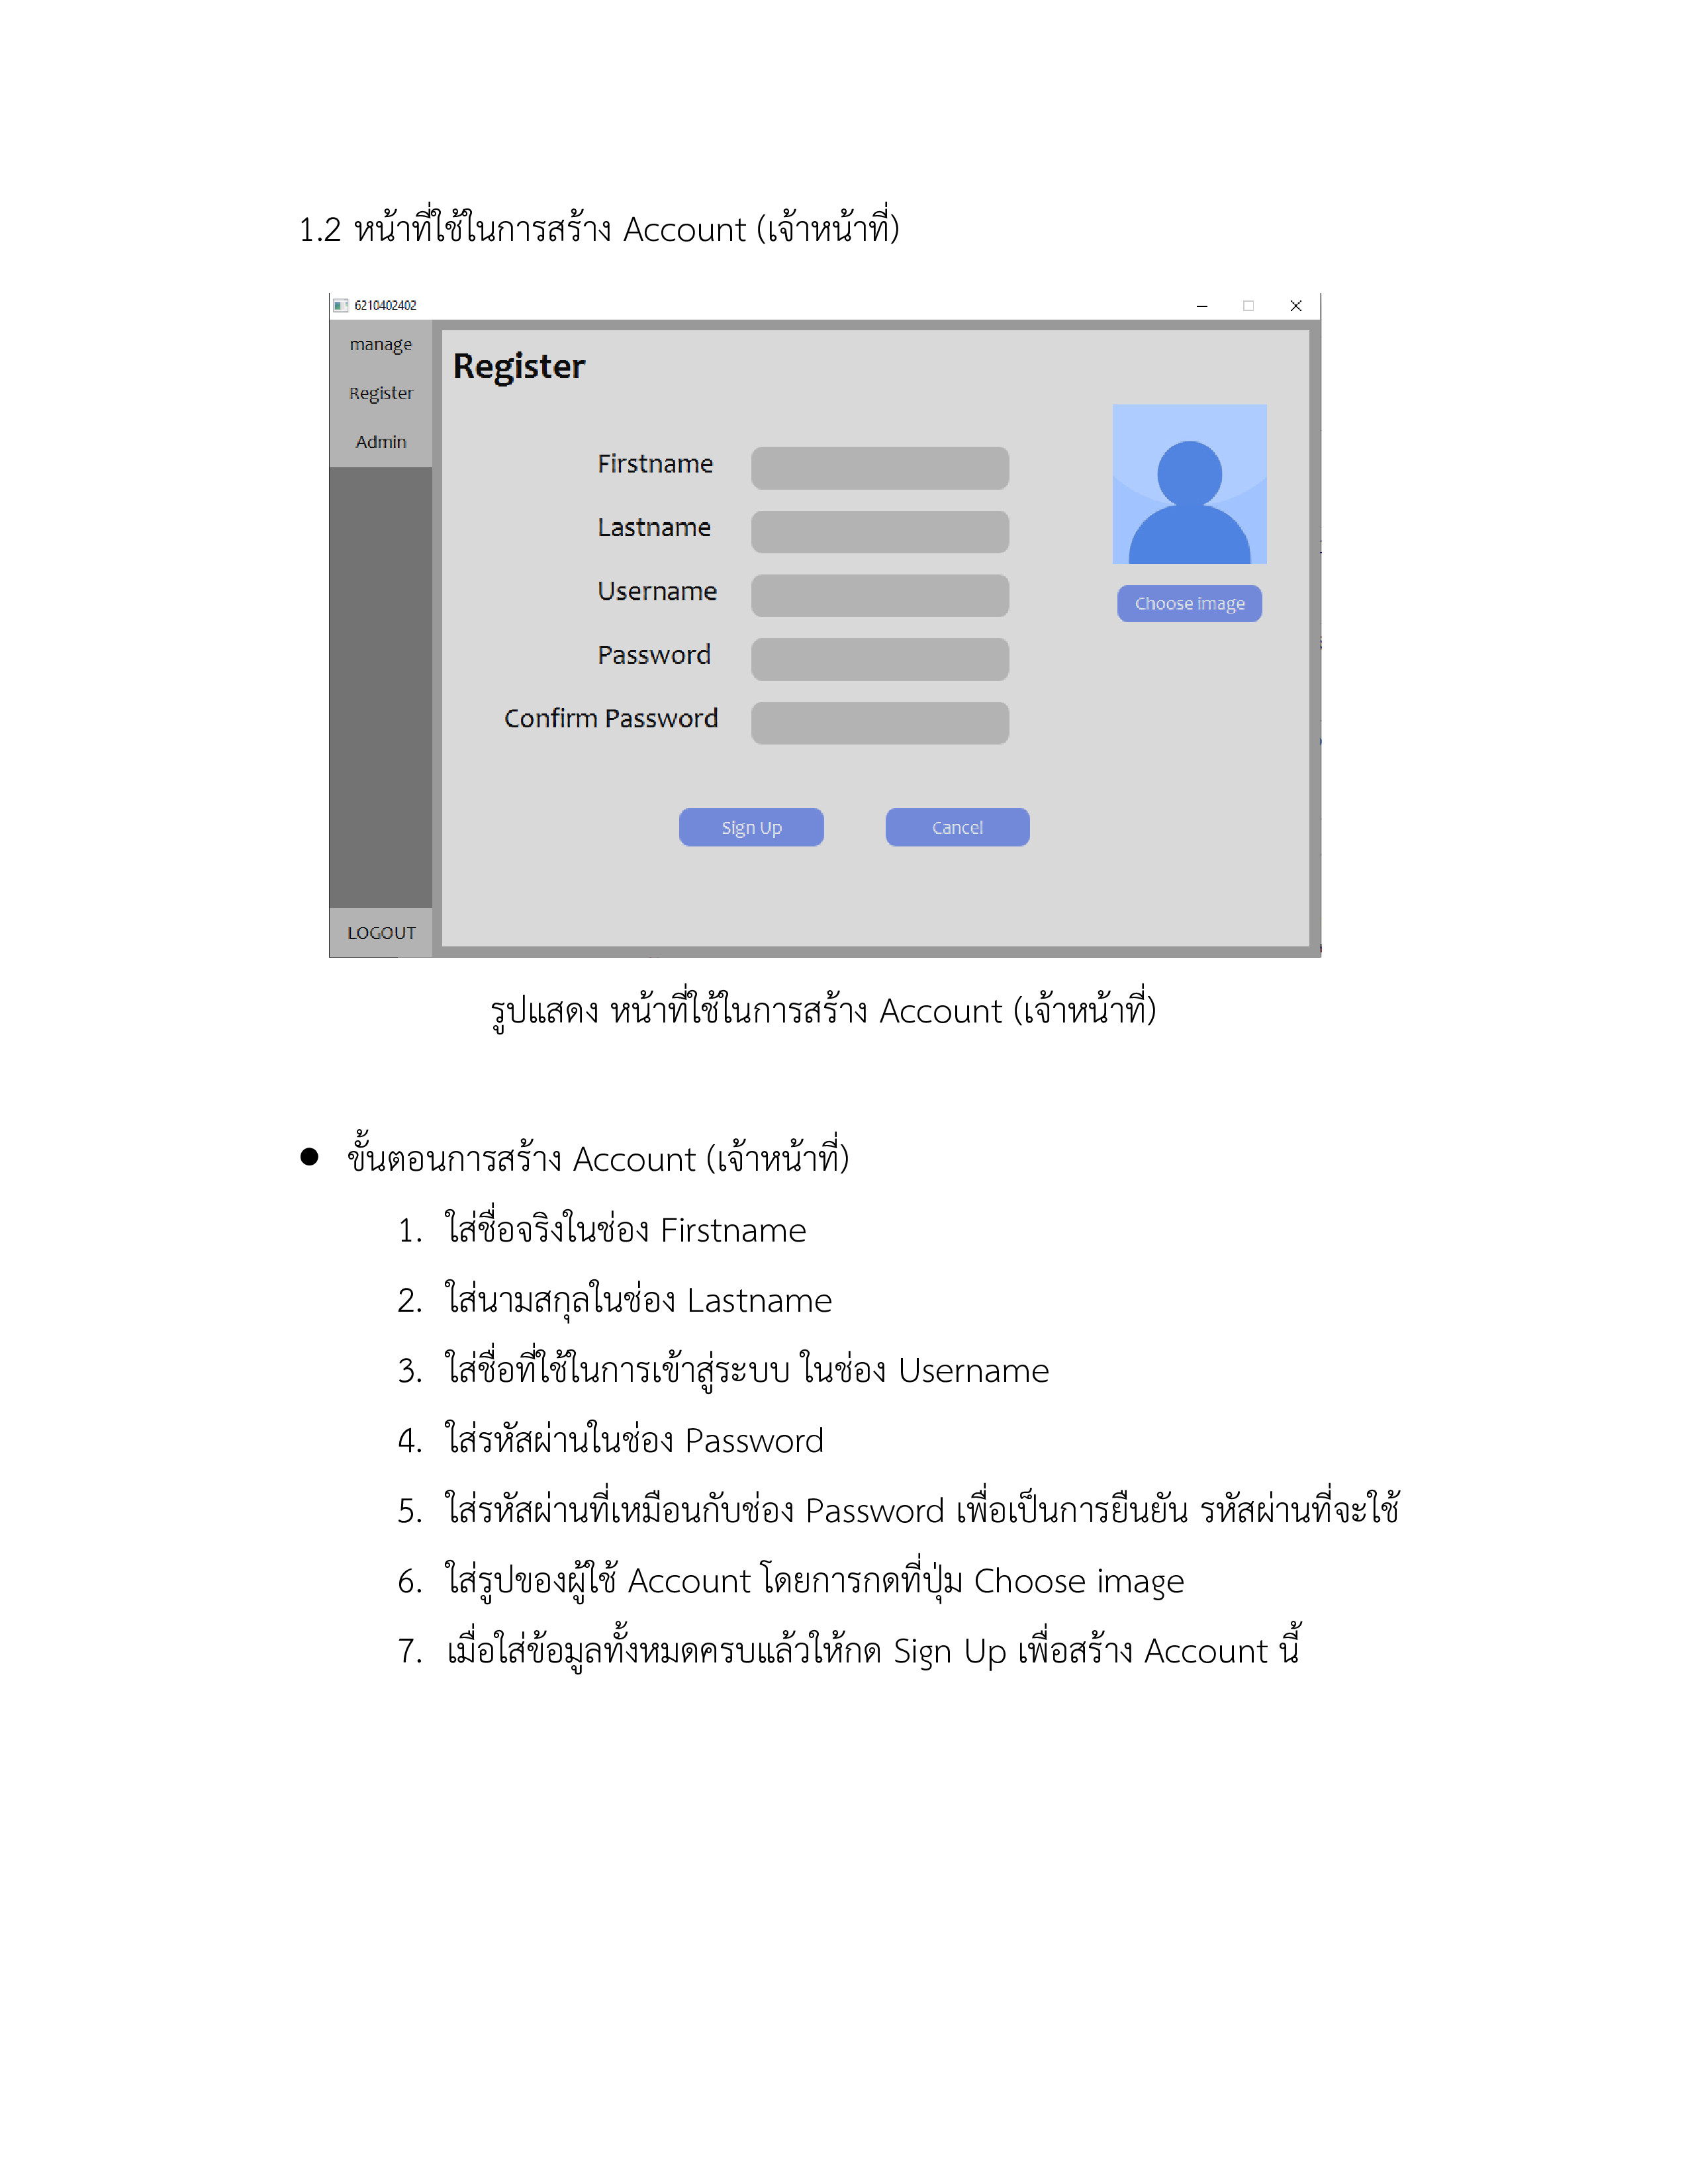 1.2 หน้าที่ใช้ในการสร้าง Account (เจ้าหน้าที่)
6210402402
manage
Register
Admin
Register
Firstname
Lastname
Username
Password
Confirm Password
Choose image
Sign Up
Cancel
LOGOUT
รูปแสดง หน้าที่ใช้ในการสร้าง Account (เจ้าหน้าที่)
● ขั้นตอนการสร้าง Account (เจ้าหน้าที่)
1. ใส่ชื่อจริงในช่อง Firstname
2. ใส่นามสกุลในช่อง Lastname
3. ใส่ชื่อที่ใช้ในการเข้าสู่ระบบ ในช่อง Username
4. ใส่รหัสผ่านในช่อง Password
5. ใส่รหัสผ่านที่เหมือนกับช่อง Password เพื่อเป็นการยืนยัน รหัสผ่านที่จะใช้
6. ใส่รูปของผู้ใช้ Account โดยการกดที่ปุ่ม Choose image
7. เมื่อใส่ข้อมูลทั้งหมดครบแล้วให้กด Sign Up เพื่อสร้าง Account นี้